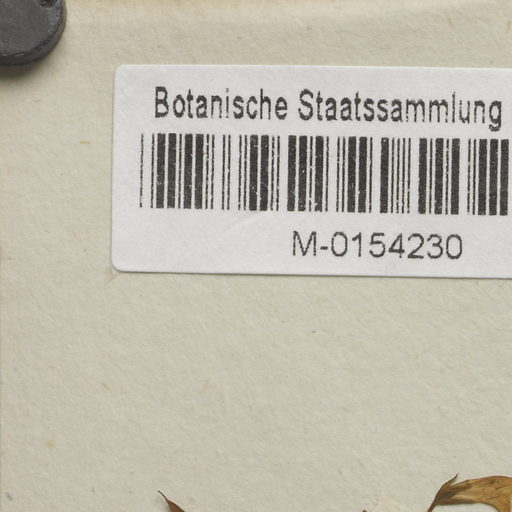 Botanische Staatssammlung
M-0154230